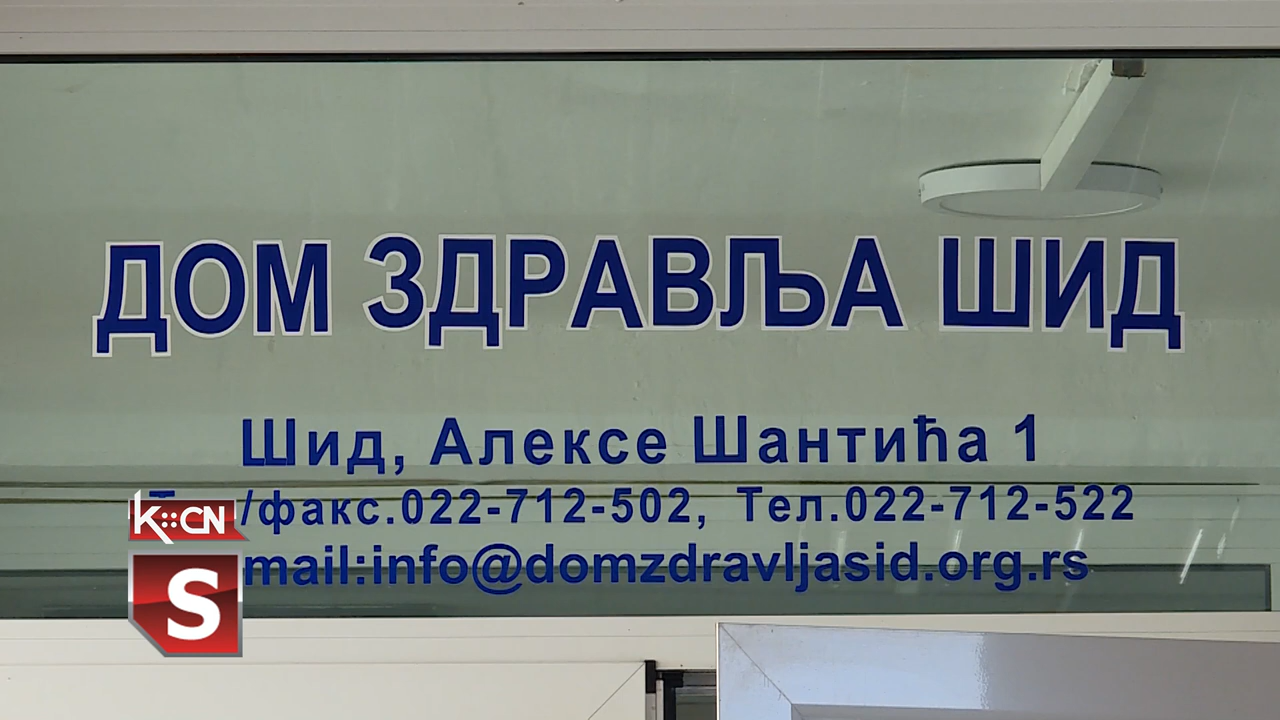 ДОМ ЗДРАВЉА ШИД
Шид, Алексе Шантића 1
/факс.022-712-502, Тел.022-712-522
mail:info@domzdravljasid.org.rs
K::CN
S